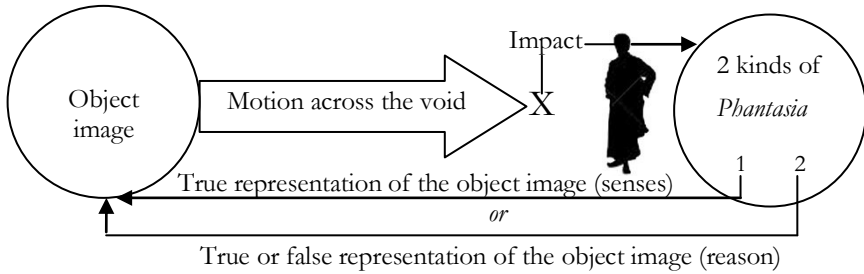 Impact
2 kinds of
Phantasia
Object
image
Motion across the void
X
1 2
True representation of the object image (senses)
or
True or false representation of the object image (reason)